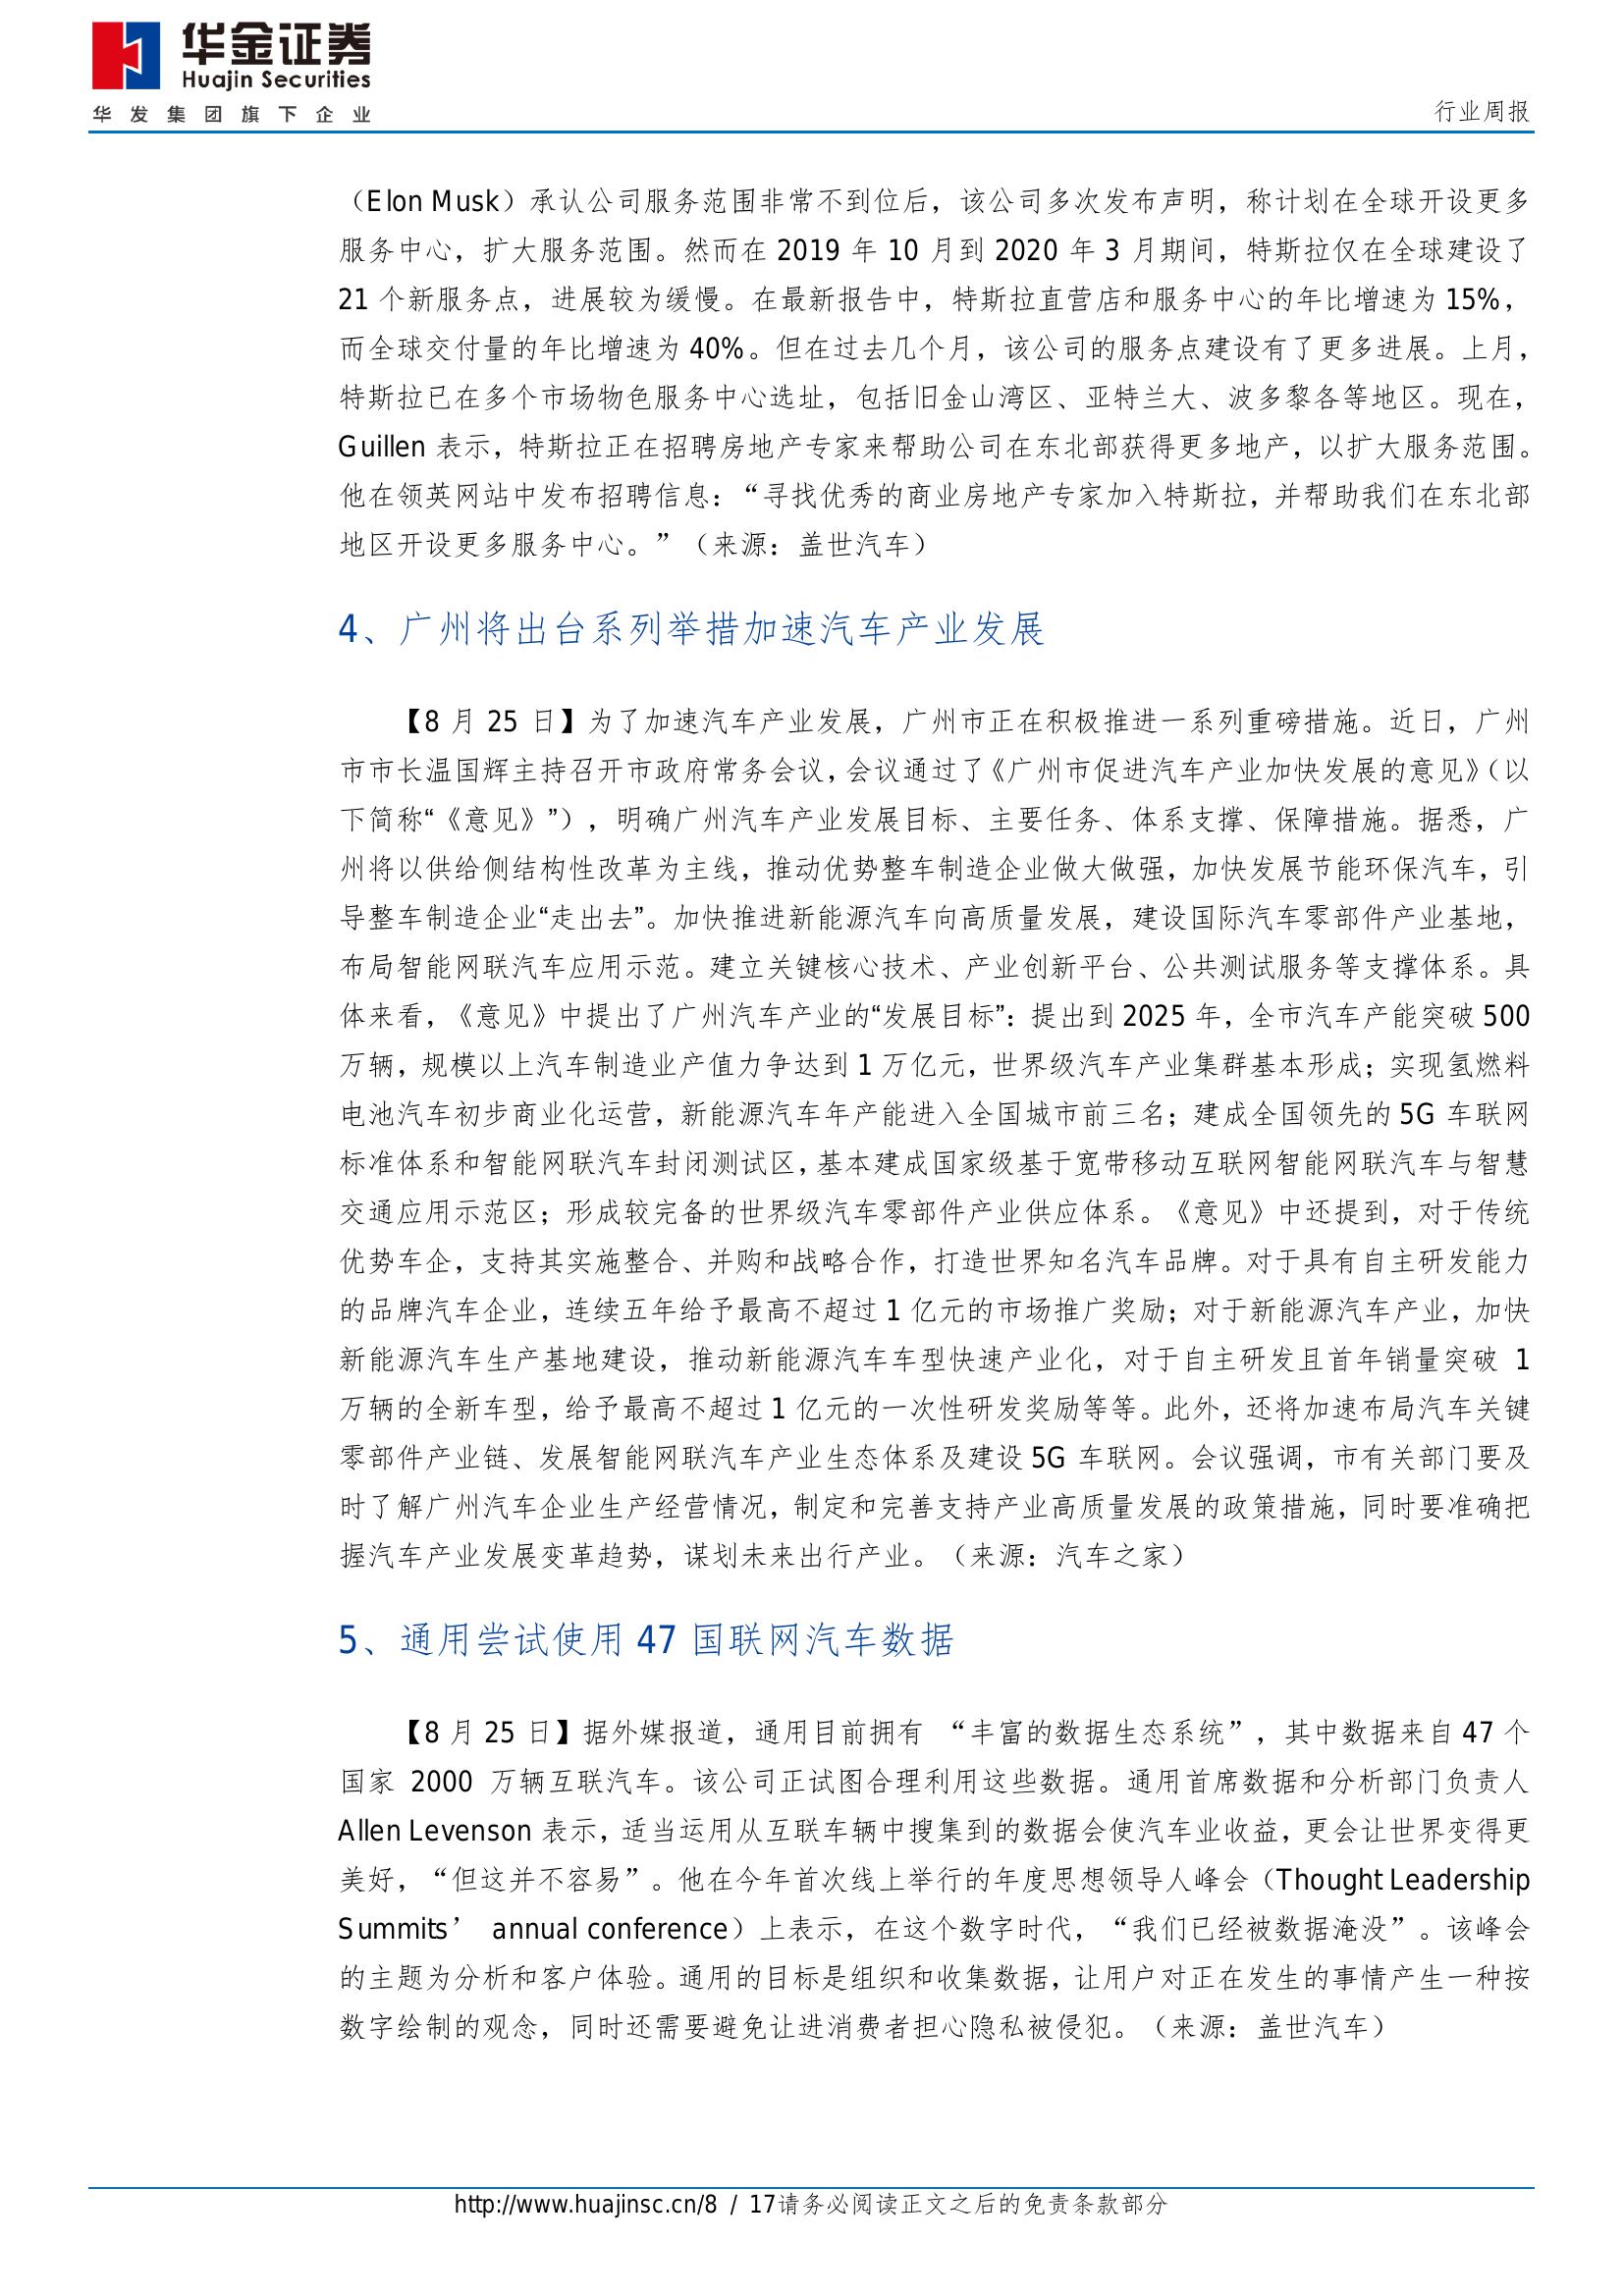 华金证券
Huajin Securities
华发集团旗下企业
行业周报
（Elon Musk）承认公司服务范围非常不到位后，该公司多次发布声明，称计划在全球开设更多
服务中心，扩大服务范围。然而在 2019 年 10 月到 2020 年 3 月期间，特斯拉仅在全球建设了
21 个新服务点，进展较为缓慢。在最新报告中，特斯拉直营店和服务中心的年比增速为 15%，
而全球交付量的年比增速为 40%。但在过去几个月，该公司的服务点建设有了更多进展。上月，
特斯拉已在多个市场物色服务中心选址，包括旧金山湾区、亚特兰大、波多黎各等地区。现在，
Guillen 表示，特斯拉正在招聘房地产专家来帮助公司在东北部获得更多地产，以扩大服务范围。
他在领英网站中发布招聘信息：“寻找优秀的商业房地产专家加入特斯拉，并帮助我们在东北部
地区开设更多服务中心。”（来源：盖世汽车）
4、广州将出台系列举措加速汽车产业发展
【8 月 25 日】为了加速汽车产业发展，广州市正在积极推进一系列重磅措施。近日，广州
市市长温国辉主持召开市政府常务会议，会议通过了《广州市促进汽车产业加快发展的意见》（以
下简称“《意见》”），明确广州汽车产业发展目标、主要任务、体系支撑、保障措施。据悉，广
州将以供给侧结构性改革为主线，推动优势整车制造企业做大做强，加快发展节能环保汽车，引
导整车制造企业“走出去”。加快推进新能源汽车向高质量发展，建设国际汽车零部件产业基地，
布局智能网联汽车应用示范。建立关键核心技术、产业创新平台、公共测试服务等支撑体系。具
体来看，《意见》中提出了广州汽车产业的“发展目标”：提出到 2025 年，全市汽车产能突破 500
万辆，规模以上汽车制造业产值力争达到 1 万亿元，世界级汽车产业集群基本形成；实现氢燃料
电池汽车初步商业化运营，新能源汽车年产能进入全国城市前三名；建成全国领先的 5G 车联网
标准体系和智能网联汽车封闭测试区，基本建成国家级基于宽带移动互联网智能网联汽车与智慧
交通应用示范区；形成较完备的世界级汽车零部件产业供应体系。《意见》中还提到，对于传统
优势车企，支持其实施整合、并购和战略合作，打造世界知名汽车品牌。对于具有自主研发能力
的品牌汽车企业，连续五年给予最高不超过 1 亿元的市场推广奖励；对于新能源汽车产业，加快
新能源汽车生产基地建设，推动新能源汽车车型快速产业化，对于自主研发且首年销量突破 1
万辆的全新车型，给予最高不超过 1 亿元的一次性研发奖励等等。此外，还将加速布局汽车关键
零部件产业链、发展智能网联汽车产业生态体系及建设 5G 车联网。会议强调，市有关部门要及
时了解广州汽车企业生产经营情况，制定和完善支持产业高质量发展的政策措施，同时要准确把
握汽车产业发展变革趋势，谋划未来出行产业。（来源：汽车之家）
5、通用尝试使用 47 国联网汽车数据
【8 月 25 日】据外媒报道，通用目前拥有 “丰富的数据生态系统”，其中数据来自 47 个
国家 2000 万辆互联汽车。该公司正试图合理利用这些数据。通用首席数据和分析部门负责人
Allen Levenson 表示，适当运用从互联车辆中搜集到的数据会使汽车业收益，更会让世界变得更
美好，“但这并不容易”。他在今年首次线上举行的年度思想领导人峰会（Thought Leadership
Summits’ annual conference）上表示，在这个数字时代，“我们已经被数据淹没”。该峰会
的主题为分析和客户体验。通用的目标是组织和收集数据，让用户对正在发生的事情产生一种按
数字绘制的观念，同时还需要避免让进消费者担心隐私被侵犯。（来源：盖世汽车）
http://www.huajinsc.cn/8 / 17请务必阅读正文之后的免责条款部分